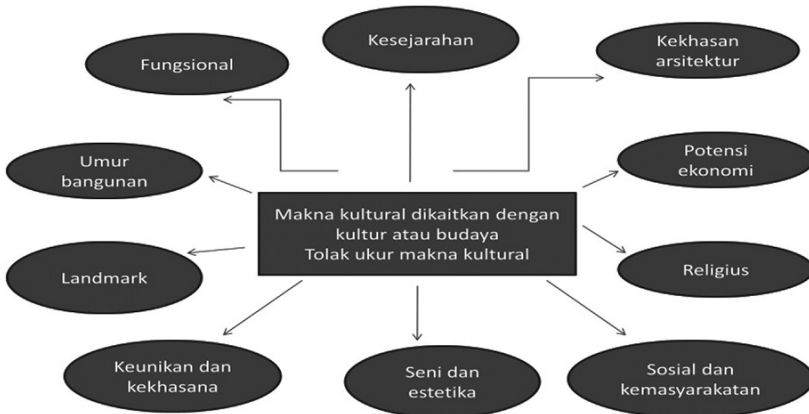 Kesejarahan
Kekhasan
arsitektur
Fungsional
Umur
bangunan
Potensi
ekonomi
Makna kultural dikaitkan dengan
kultur atau budaya
Tolak ukur makna kultural
Landmark
Religius
Keunikan dan
kekhasana
Seni dan
estetika
Sosial dan
kemasyarakatan